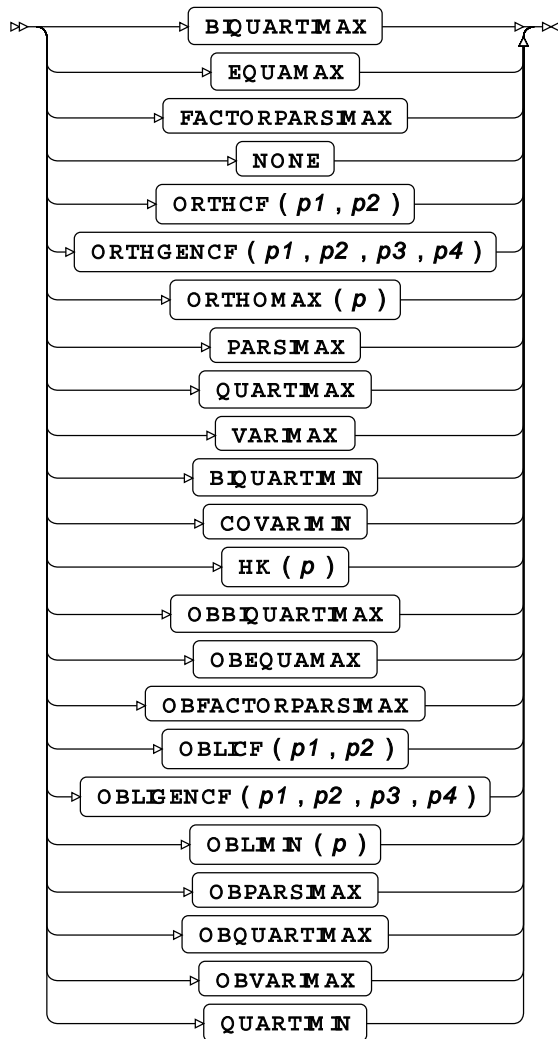 BIQUARTIMAX
EQUAMAX
FACTORPARSIMAX
NONE
ORTHCF ( p1 , p2 )
ORTHGENCF ( p1 , p2 , p3 , p4 )
ORTHOMAX ( p )
PARSIMAX
QUARTIMAX
VARIMAX
BIQUARTIMIN
COVARIMIN
HK ( p )
OBBIQUARTIMAX
OBEQUAMAX
OBFACTORPARSIMAX
OBLICF ( p1 , p2 )
OBLIGENCF ( p1 , p2 , p3 , p4 )
OBLIMIN ( p )
OBPARSIMAX
OBQUARTIMAX
OBVARIMAX
QUARTIMIN